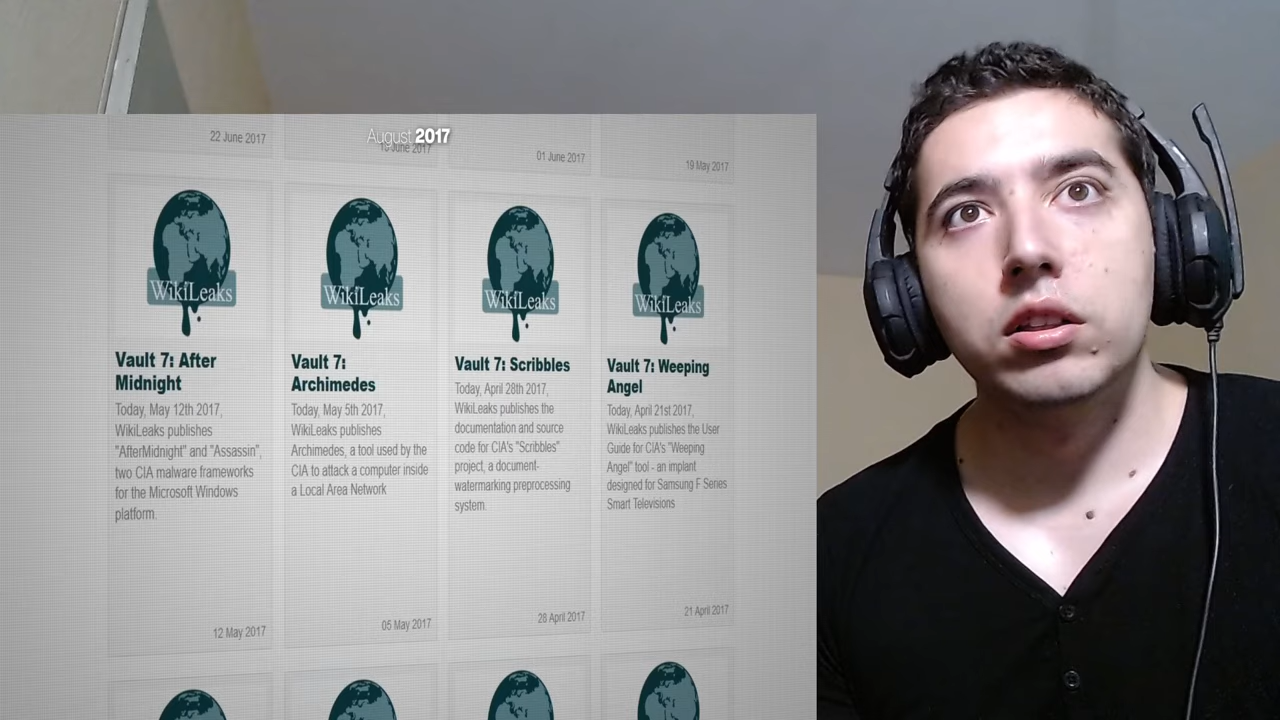 22 June 2017
August 2017
15 June 2017
01 June 2017
19 May 2017
WikiLeaks
Vault 7: After
Midnight
Today, May 12th 2017,
WikiLeaks publishes
"AfterMidnight" and "Assassin",
two CIA malware frameworks
for the Microsoft Windows
platform.
12 May 2017
WikiLeaks
Vault 7:
Archimedes
Today, May 5th 2017,
WikiLeaks publishes
Archimedes, a tool used by the
CIA to attack a computer inside
a Local Area Network
05 May 2017
WikiLeaks
Vault 7: Scribbles
Today, April 28th 2017,
WikiLeaks publishes the
documentation and source
code for CIA's "Scribbles"
project, a document-
watermarking preprocessing
system.
28 April 2017
WikiLeaks
Vault 7: Weeping
Angel
Today, April 21st 2017,
WikiLeaks publishes the User
Guide for CIA's "Weeping
Angel" tool - an implant
designed for Samsung F Series
Smart Televisions
21 April 2017